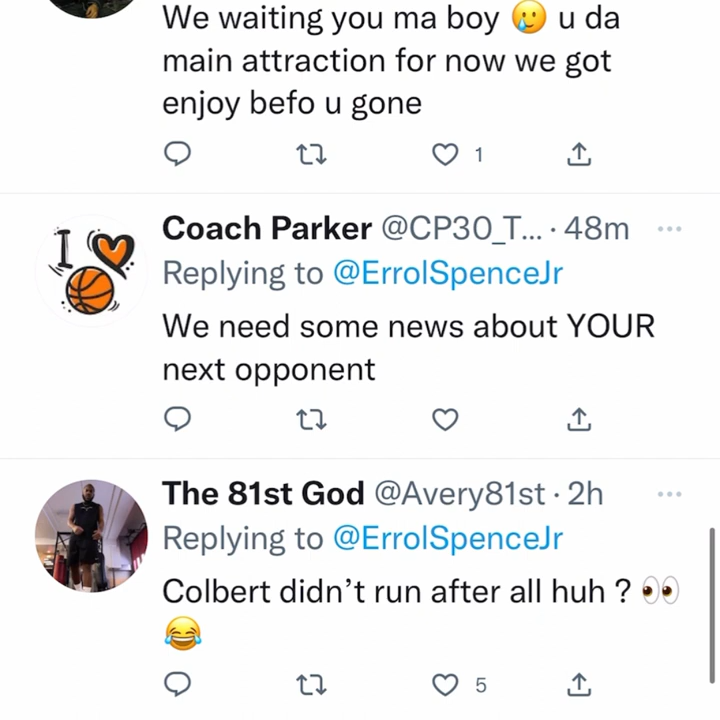 We waiting you ma boy 🥲 u da
main attraction for now we got
enjoy befo u gone
1
Coach Parker @CP30_T... · 48m
Replying to @ErrolSpenceJr
We need some news about YOUR
next opponent
I
The 81st God @Avery81st · 2h
Replying to @ErrolSpenceJr
Colbert didn’t run after all huh ? 👀
😂
5